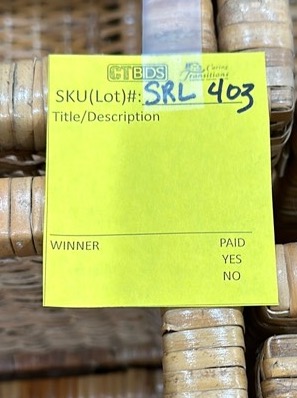 CTBIDS Caring Transitions
SKU(Lot)#: SRL 403
Title/Description
WINNER PAID
YES
NO